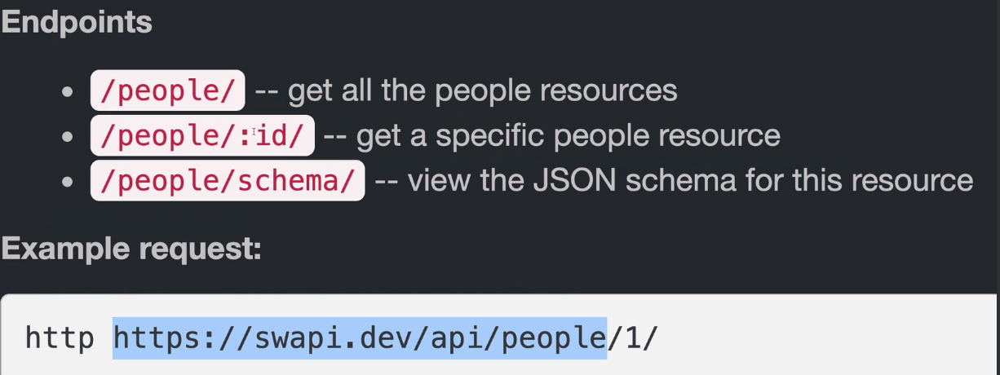 Endpoints
/people/ -- get all the people resources
/people/:id/ -- get a specific people resource
/people/schema/ -- view the JSON schema for this resource
Example request:
http https://swapi.dev/api/people/1/